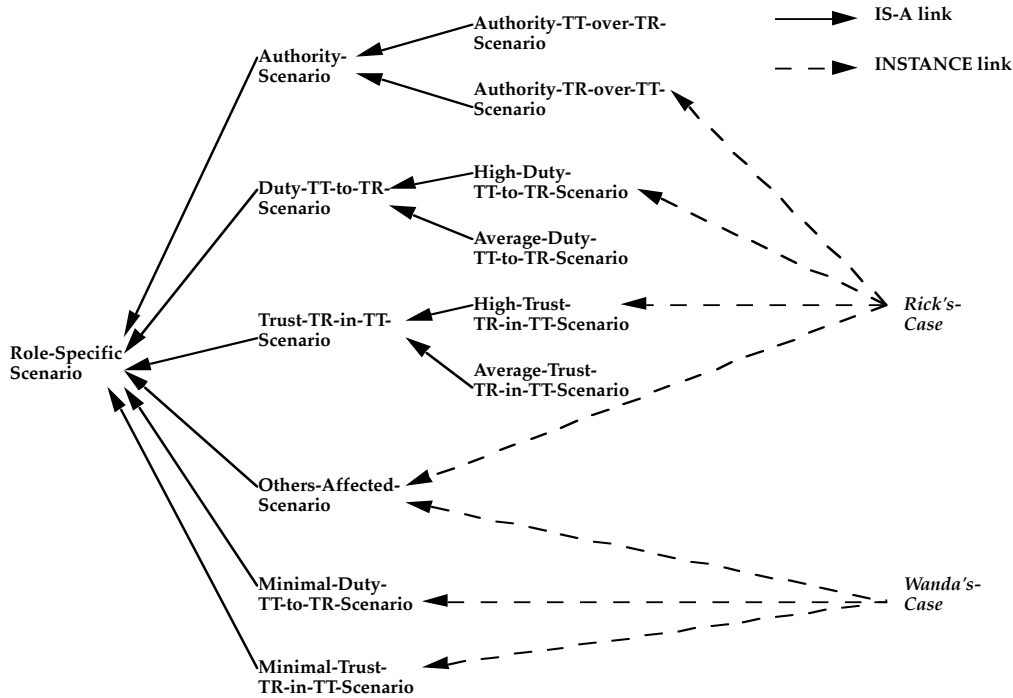 Authority-TT-over-TR-
Scenario
IS-A link
Authority-
Scenario
INSTANCE link
Authority-TR-over-TT-
Scenario
High-Duty-
TT-to-TR-Scenario
Duty-TT-to-TR-
Scenario
Average-Duty-
TT-to-TR-Scenario
High-Trust-
TR-in-TT-Scenario
Rick's-
Case
Trust-TR-in-TT-
Scenario
Role-Specific
Scenario
Average-Trust-
TR-in-TT-Scenario
Others-Affected-
Scenario
Minimal-Duty-
TT-to-TR-Scenario
Wanda's-
Case
Minimal-Trust-
TR-in-TT-Scenario